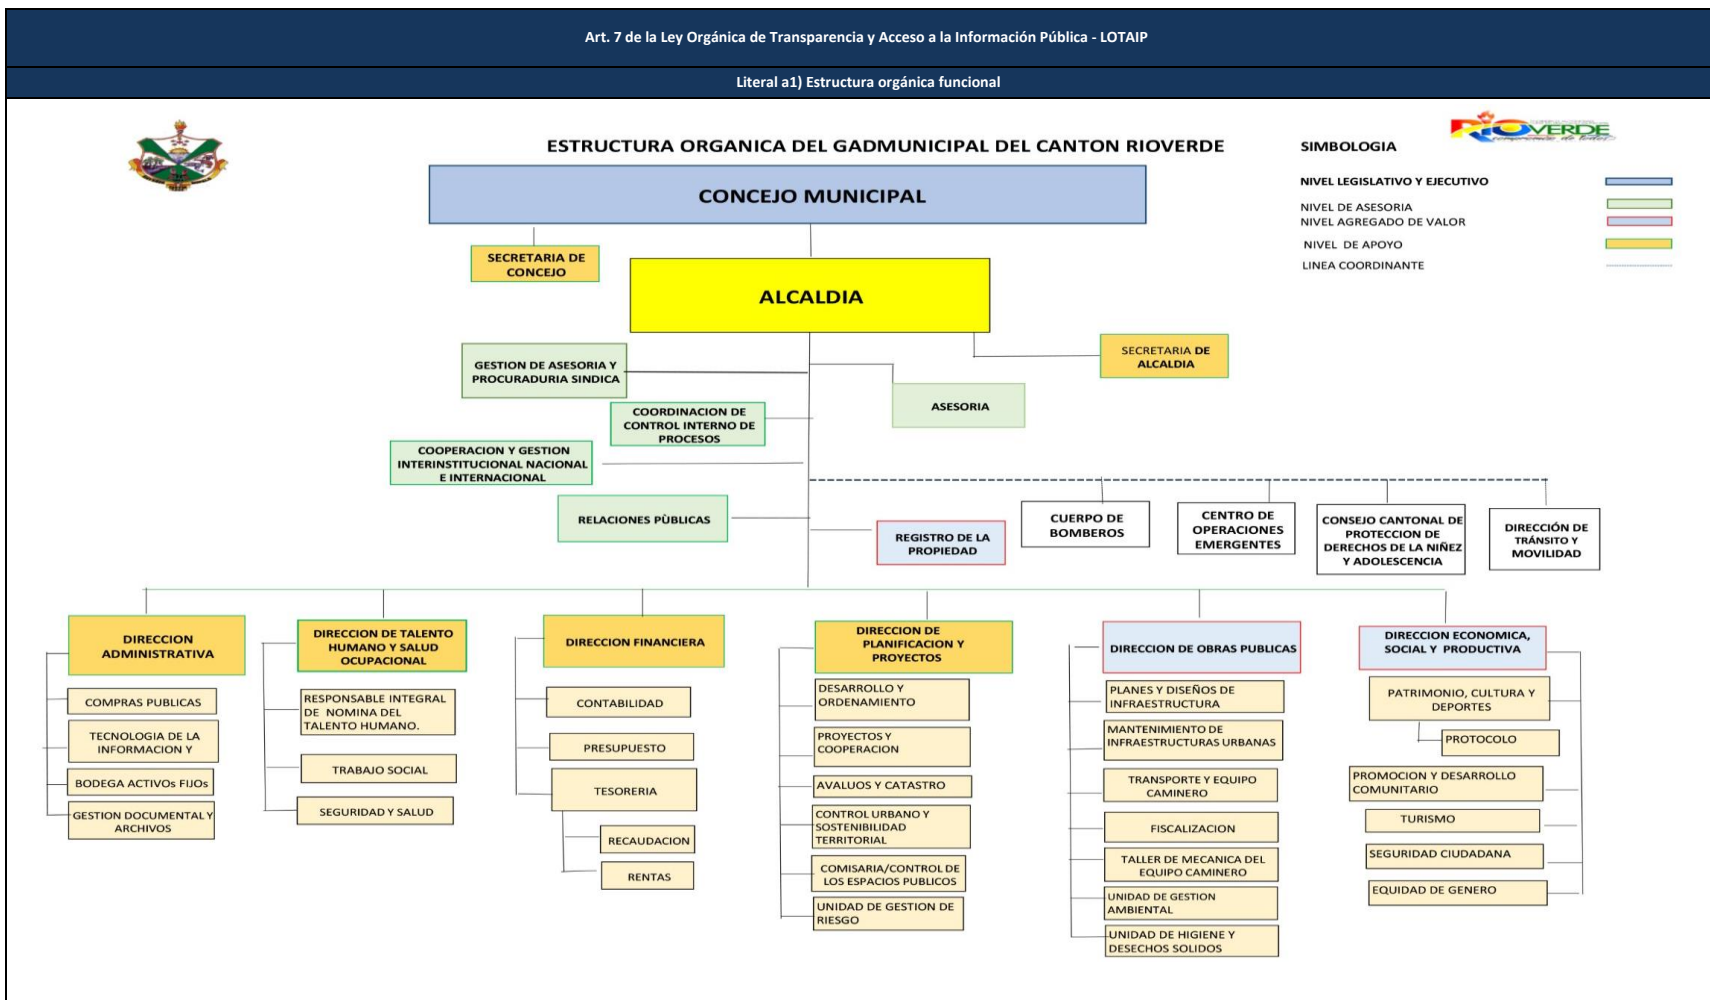 Art. 7 de la Ley Orgánica de Transparencia y Acceso a la Información Pública - LOTAIP
Literal a1) Estructura orgánica funcional
ESTRUCTURA ORGANICA DEL GADMUNICIPAL DEL CANTON RIOVERDE
RIOVERDE
SIMBOLOGIA
NIVEL LEGISLATIVO Y EJECUTIVO
NIVEL DE ASESORIA
NIVEL AGREGADO DE VALOR
NIVEL DE APOYO
LINEA COORDINANTE
CONCEJO MUNICIPAL
SECRETARIA DE
CONCEJO
ALCALDIA
SECRETARIA DE
ALCALDIA
GESTION DE ASESORIA Y
PROCURADURIA SINDICA
ASESORIA
COORDINACION DE
CONTROL INTERNO DE
PROCESOS
COOPERACION Y GESTION
INTERINSTITUCIONAL NACIONAL
E INTERNACIONAL
RELACIONES PÙBLICAS
REGISTRO DE LA
PROPIEDAD
CUERPO DE
BOMBEROS
CENTRO DE
OPERACIONES
EMERGENTES
CONSEJO CANTONAL DE
PROTECCION DE
DERECHOS DE LA NIÑEZ
Y ADOLESCENCIA
DIRECCIÓN DE
TRÁNSITO Y
MOVILIDAD
DIRECCION
ADMINISTRATIVA
COMPRAS PUBLICAS
TECNOLOGIA DE LA
INFORMACION Y
BODEGA ACTIVOs FIJOs
GESTION DOCUMENTAL Y
ARCHIVOS
DIRECCION DE TALENTO
HUMANO Y SALUD
OCUPACIONAL
RESPONSABLE INTEGRAL
DE NOMINA DEL
TALENTO HUMANO.
TRABAJO SOCIAL
SEGURIDAD Y SALUD
DIRECCION FINANCIERA
CONTABILIDAD
PRESUPUESTO
TESORERIA
RECAUDACION
RENTAS
DIRECCION DE
PLANIFICACION Y
PROYECTOS
DESARROLLO Y
ORDENAMIENTO
PROYECTOS Y
COOPERACION
AVALUOS Y CATASTRO
CONTROL URBANO Y
SOSTENIBILIDAD
TERRITORIAL
COMISARIA/CONTROL DE
LOS ESPACIOS PUBLICOS
UNIDAD DE GESTION DE
RIESGO
DIRECCION DE OBRAS PUBLICAS
PLANES Y DISEÑOS DE
INFRAESTRUCTURA
MANTENIMIENTO DE
INFRAESTRUCTURAS URBANAS
TRANSPORTE Y EQUIPO
CAMINERO
FISCALIZACION
TALLER DE MECANICA DEL
EQUIPO CAMINERO
UNIDAD DE GESTION
AMBIENTAL
UNIDAD DE HIGIENE Y
DESECHOS SOLIDOS
DIRECCION ECONOMICA,
SOCIAL Y PRODUCTIVA
PATRIMONIO, CULTURA Y
DEPORTES
PROTOCOLO
PROMOCION Y DESARROLLO
COMUNITARIO
TURISMO
SEGURIDAD CIUDADANA
EQUIDAD DE GENERO